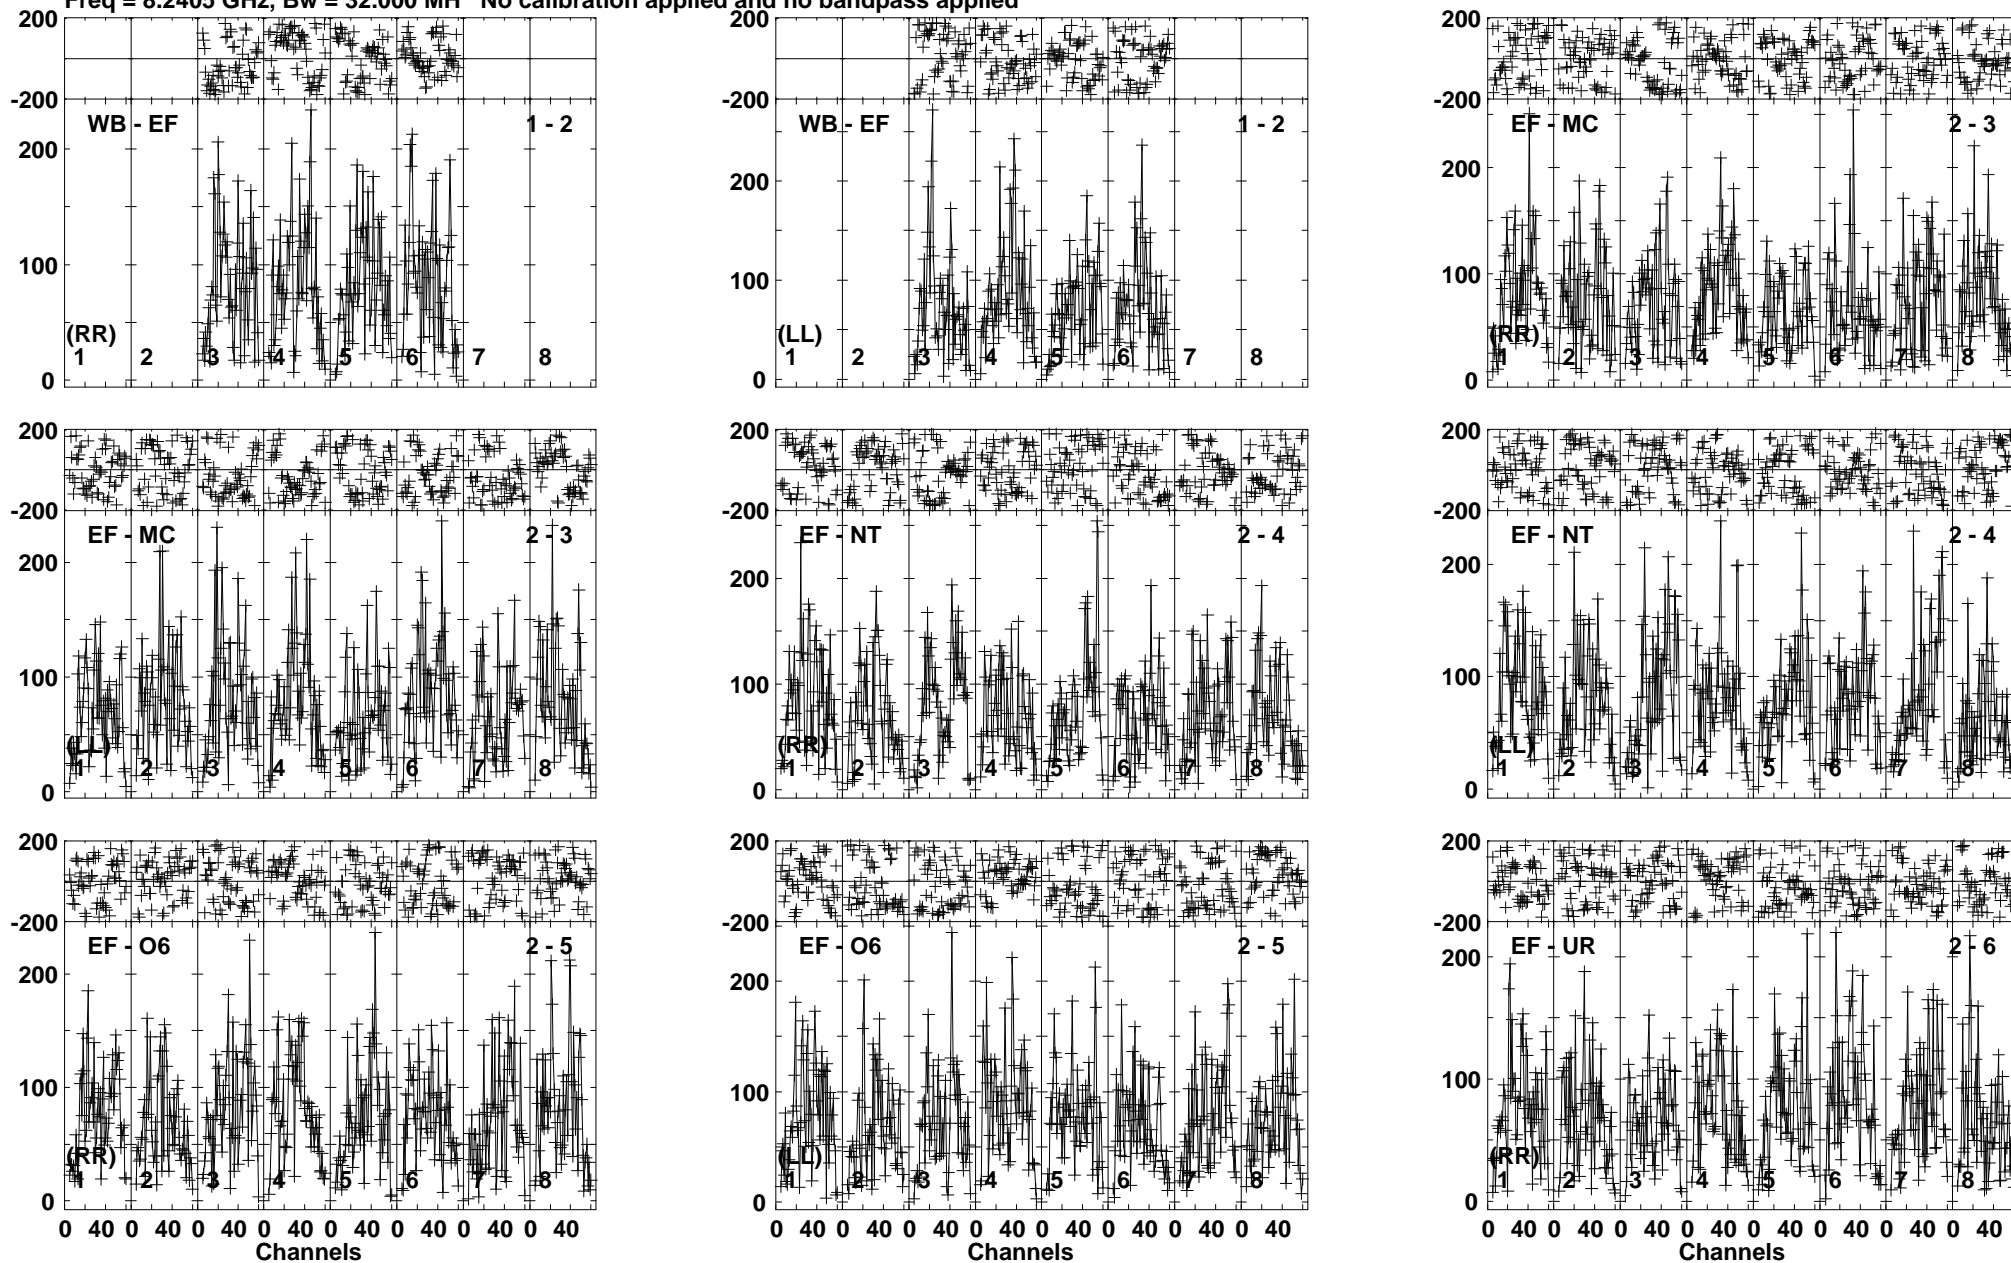 Freq = 8.2405 GHz, Bw = 32.000 MH No calibration applied and no bandpass applied
200 200 200
-200 -200 -200
WB - EF 1 - 2 WB - EF 1 - 2 EF - MC 2 - 3
200 200 200
100 100 100
(RR) (LL) (RR)
1 2 3 4 5 6 7 8 1 2 3 4 5 6 7 8 1 2 3 4 5 6 7 8
0 0 0
200 200 200
-200 -200 -200
EF - MC 2 - 3 EF - NT 2 - 4 EF - NT 2 - 4
200 200 200
100 100 100
(LL) (RR) (LL)
1 2 3 4 5 6 7 8 1 2 3 4 5 6 7 8 1 2 3 4 5 6 7 8
0 0 0
200 200 200
-200 -200 -200
EF - O6 2 - 5 EF - O6 2 - 5 EF - UR 2 - 6
200 200 200
100 100 100
(RR) (LL) (RR)
1 2 3 4 5 6 7 8 1 2 3 4 5 6 7 8 1 2 3 4 5 6 7 8
0 0 0
0 40 0 40 0 40 0 40 0 40 0 40 0 40 0 40 0 40 0 40 0 40 0 40 0 40 0 40 0 40 0 40 0 40 0 40 0 40 0 40 0 40 0 40 0 40 0 40
Channels Channels Channels